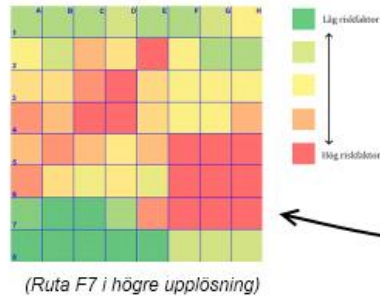 A B C D E F G H
1
2
3
4
5
6
7
8
Låg riskfaktor
Hög riskfaktor
(Ruta F7 i högre upplösning)